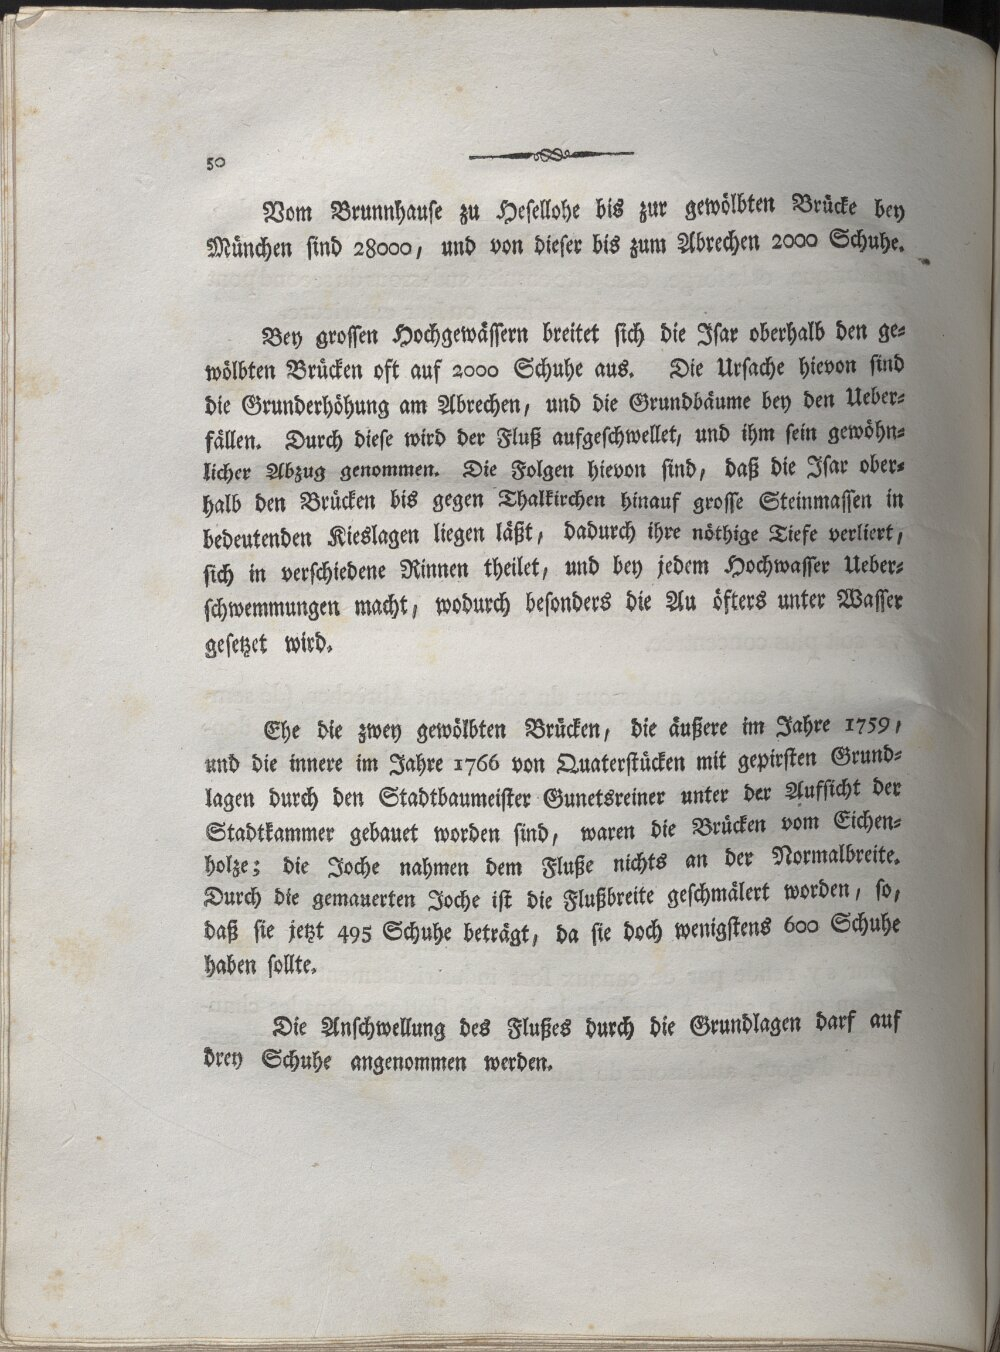 50
Vom Brunnhause zu Hesellohe bis zur gewölbten Brücke bey
München sind 28000, und von dieser bis zum Abrechen 2000 Schuhe.
Bey grossen Hochgewässern breitet sich die Isar oberhalb den ge=
wölbten Brücken oft auf 2000 Schuhe aus. Die Ursache hievon sind
die Grunderhöhung am Abrechen, und die Grundbäume bey den Ueber=
fällen. Durch diese wird der Fluß aufgeschwellet, und ihm sein gewöhn=
licher Abzug genommen. Die Folgen hievon sind, daß die Isar ober=
halb den Brücken bis gegen Thalkirchen hinauf grosse Steinmassen in
bedeutenden Kieslagen liegen läßt, dadurch ihre nöthige Tiefe verliert,
sich in verschiedene Rinnen theilet, und bey jedem Hochwasser Ueber=
schwemmungen macht, wodurch besonders die Au öfters unter Wasser
gesetzet wird.
Ehe die zwey gewölbten Brücken, die äußere im Jahre 1759,
und die innere im Jahre 1766 von Quaterstücken mit gepirsten Grund=
lagen durch den Stadtbaumeister Gunetsreiner unter der Aufsicht der
Stadtkammer gebauet worden sind, waren die Brücken vom Eichen=
holze; die Joche nahmen dem Fluße nichts an der Normalbreite.
Durch die gemauerten Joche ist die Flußbreite geschmälert worden, so,
daß sie jetzt 495 Schuhe beträgt, da sie doch wenigstens 600 Schuhe
haben sollte.
Die Anschwellung des Flußes durch die Grundlagen darf auf
drey Schuhe angenommen werden.